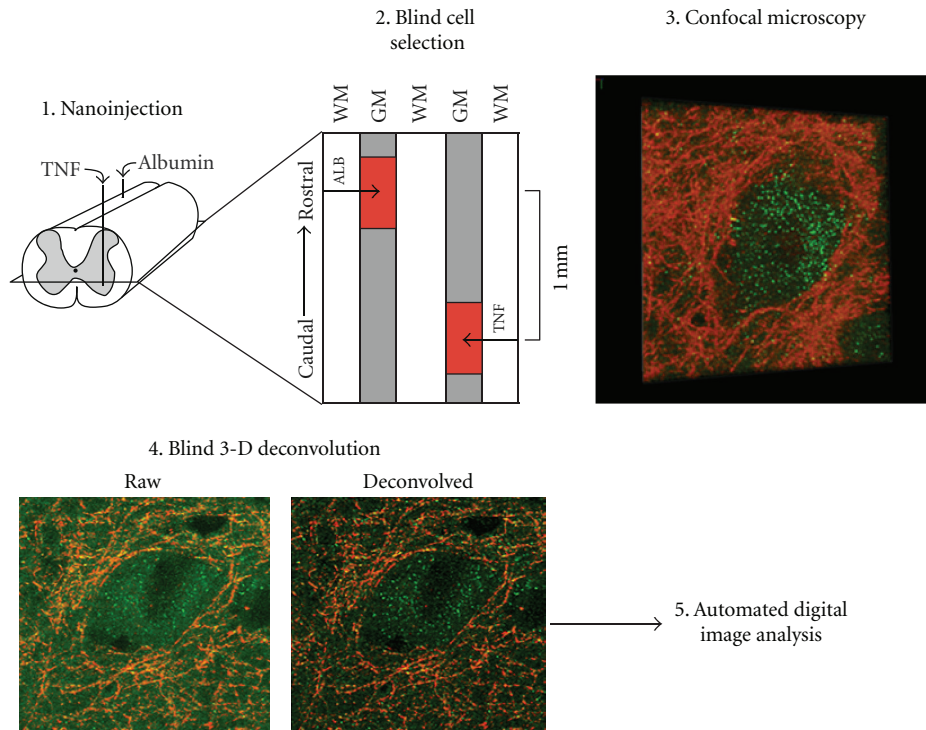 1. Nanoinjection
TNF
Albumin
2. Blind cell
selection
WM
GM
WM
GM
WM
Caudal
Rostral
ALB
TNF
1 mm
3. Confocal microscopy
4. Blind 3-D deconvolution
Raw
Deconvolved
5. Automated digital
image analysis